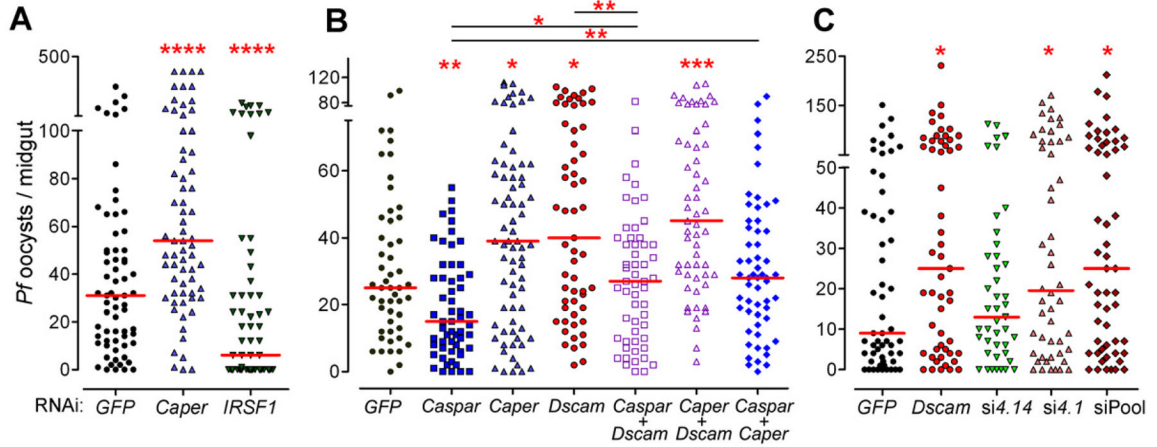 A
B
C
Pf oocysts / midgut
500
100
80
60
40
20
0
**** ****
RNAi: GFP Caper IRSF1
**
*
**
** * * ***
120
80
60
40
20
0
GFP Caspar Caper Dscam Caspar + Dscam Caper + Dscam Caspar + Caper
* * *
250
150
50
40
30
20
10
0
GFP Dscam si4.14 si4.1 siPool